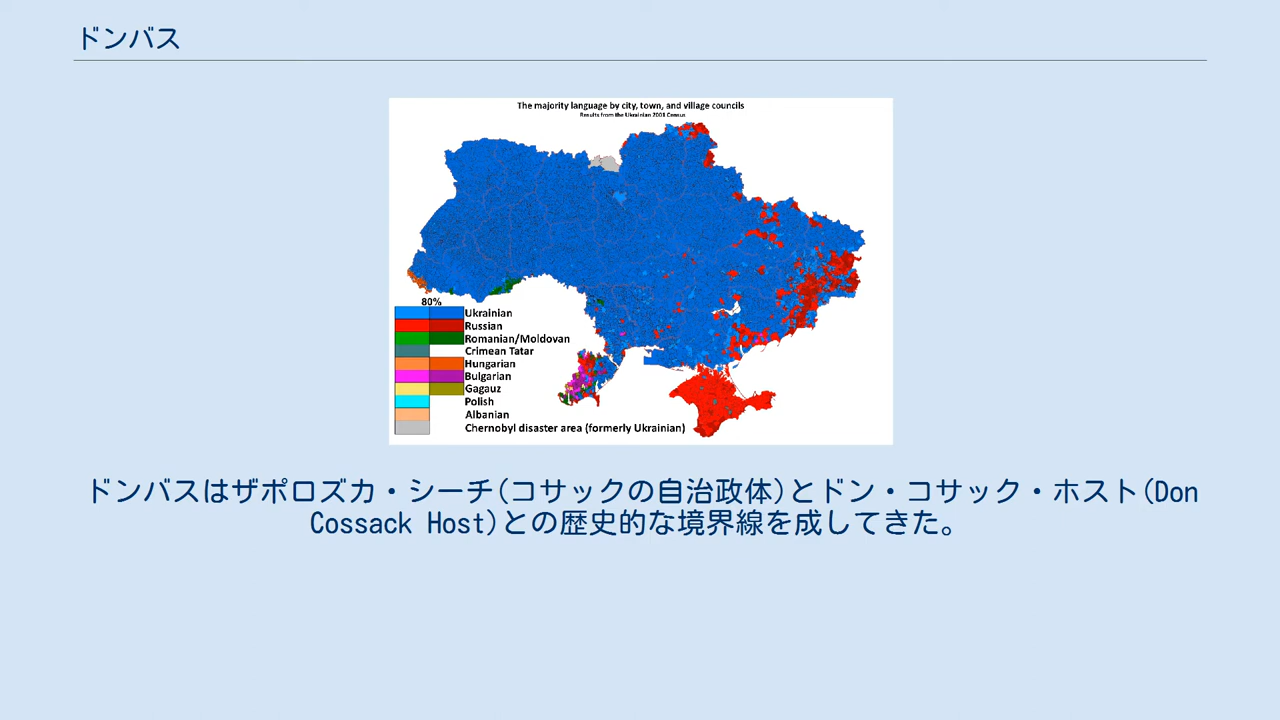 ドンバス
The majority language by city, town, and village councils
Results from the Ukrainian 2001 Census
80%
Ukrainian
Russian
Romanian/Moldovan
Crimean Tatar
Hungarian
Bulgarian
Gagauz
Polish
Albanian
Chernobyl disaster area (formerly Ukrainian)
ドンバスはザポロズカ・シーチ(コサックの自治政体)とドン・コサック・ホスト(Don
Cossack Host)との歴史的な境界線を成してきた。